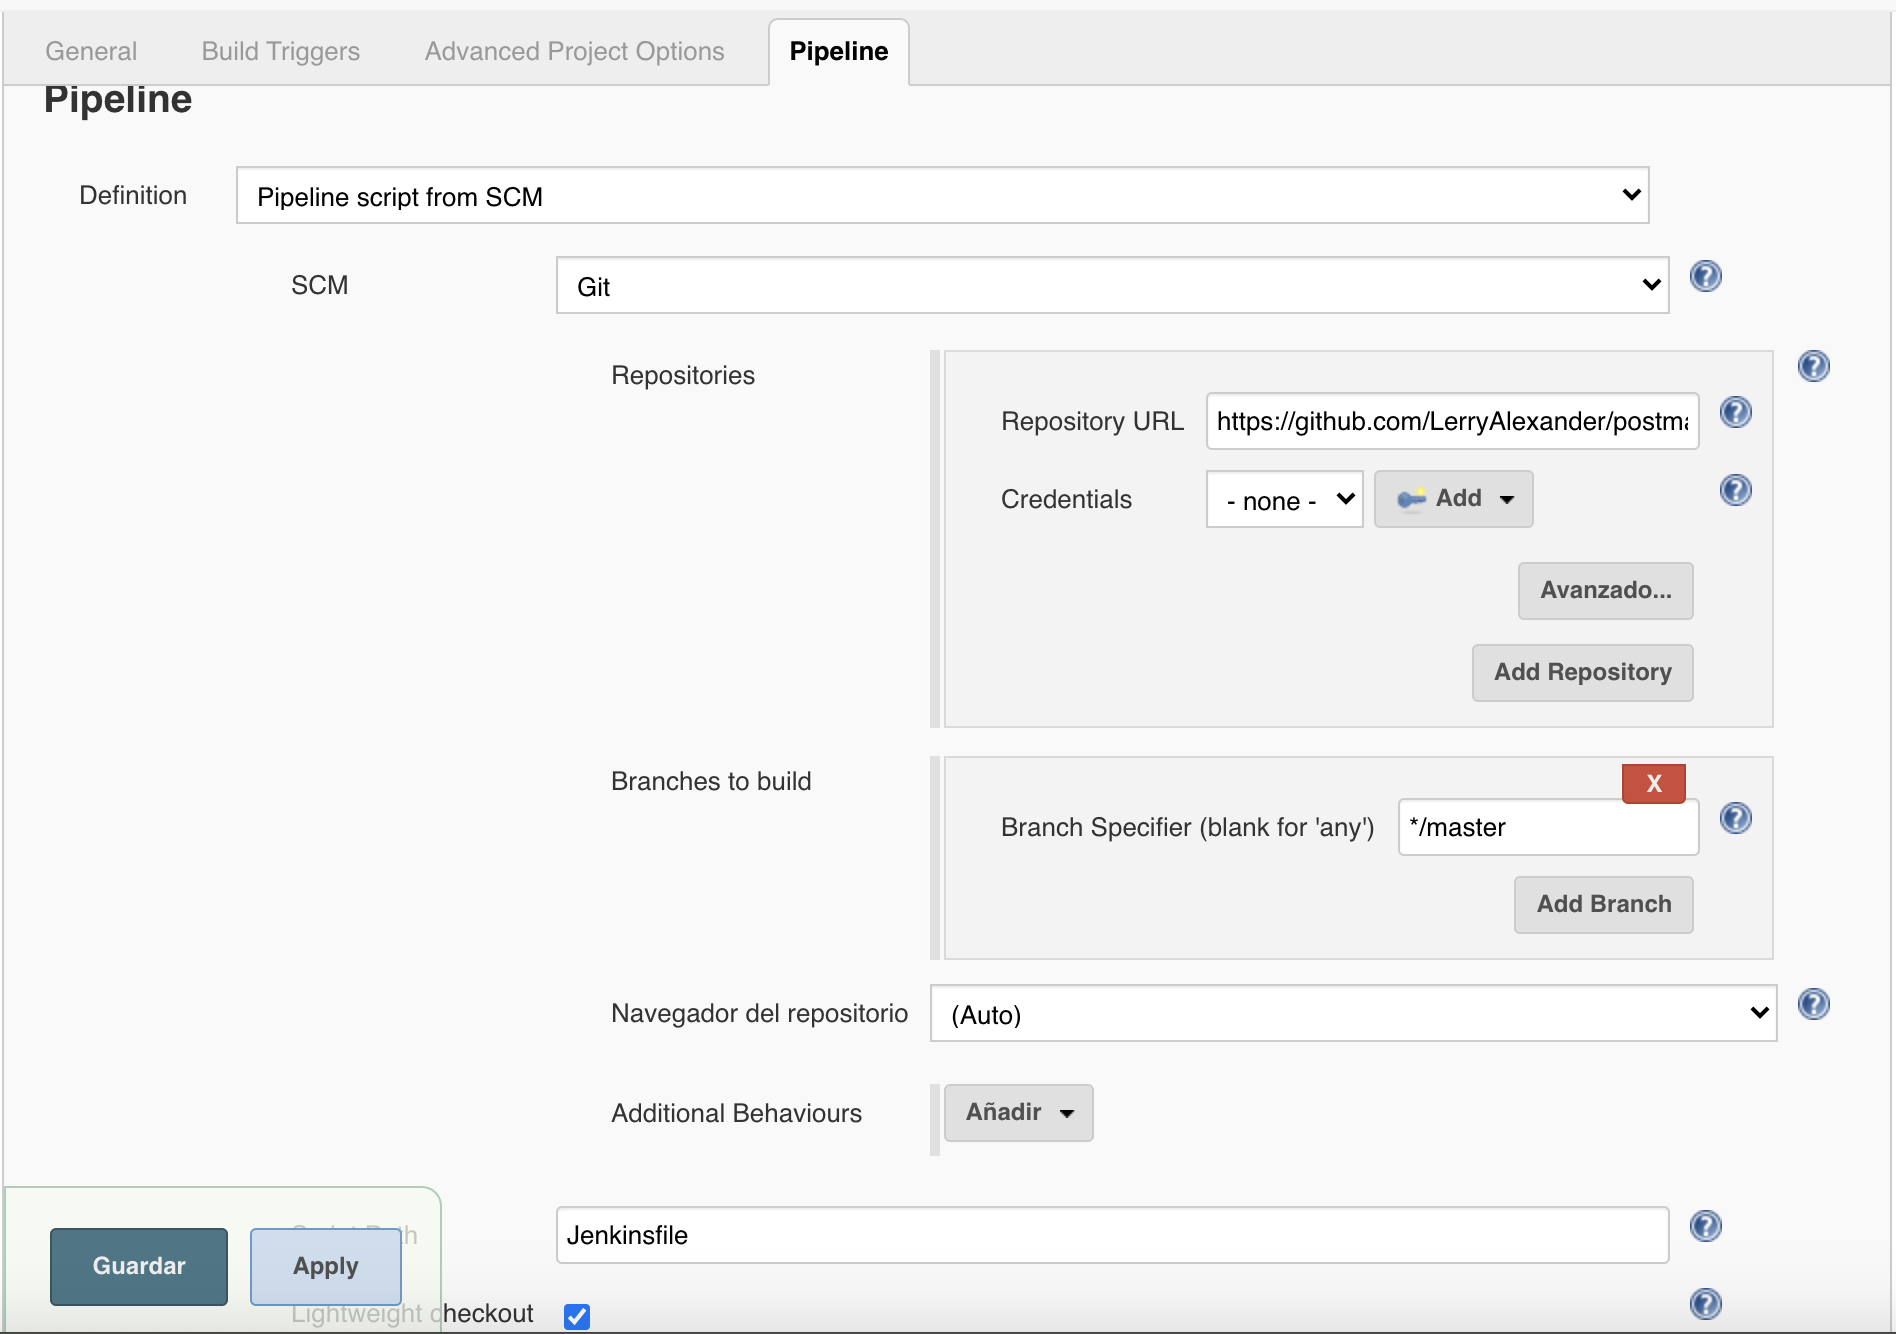 General Build Triggers Advanced Project Options Pipeline
Pipeline
Definition Pipeline script from SCM
SCM Git
Repositories
Repository URL https://github.com/LerryAlexander/postma
Credentials - none - Add
Avanzado...
Add Repository
Branches to build
X
Branch Specifier (blank for 'any') */master
Add Branch
Navegador del repositorio (Auto)
Additional Behaviours Añadir
Script Path Jenkinsfile
Guardar Apply
Lightweight checkout